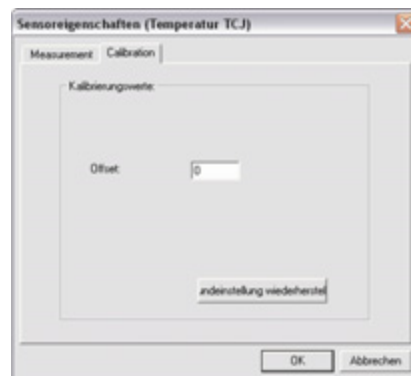 Sensoreigenschaften (Temperatur TCJ)
Measurement Calibration
Kalibrierungswerte:
Offset: 0
undeinstellung wiederherstel
OK Abbrechen